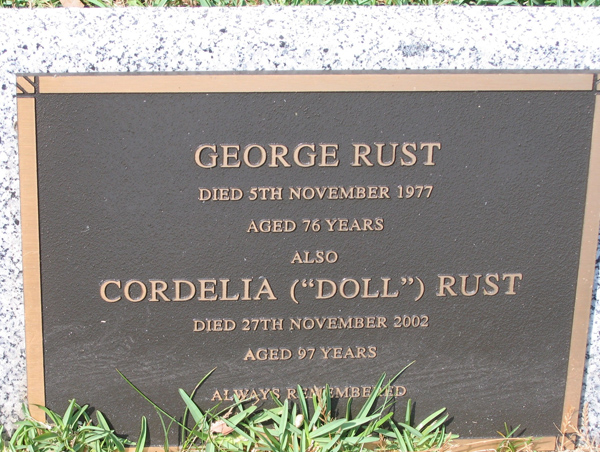 GEORGE RUST
DIED 5TH NOVEMBER 1977
AGED 76 YEARS
ALSO
CORDELIA ("DOLL") RUST
DIED 27TH NOVEMBER 2002
AGED 97 YEARS
ALWAYS REMEMBERED